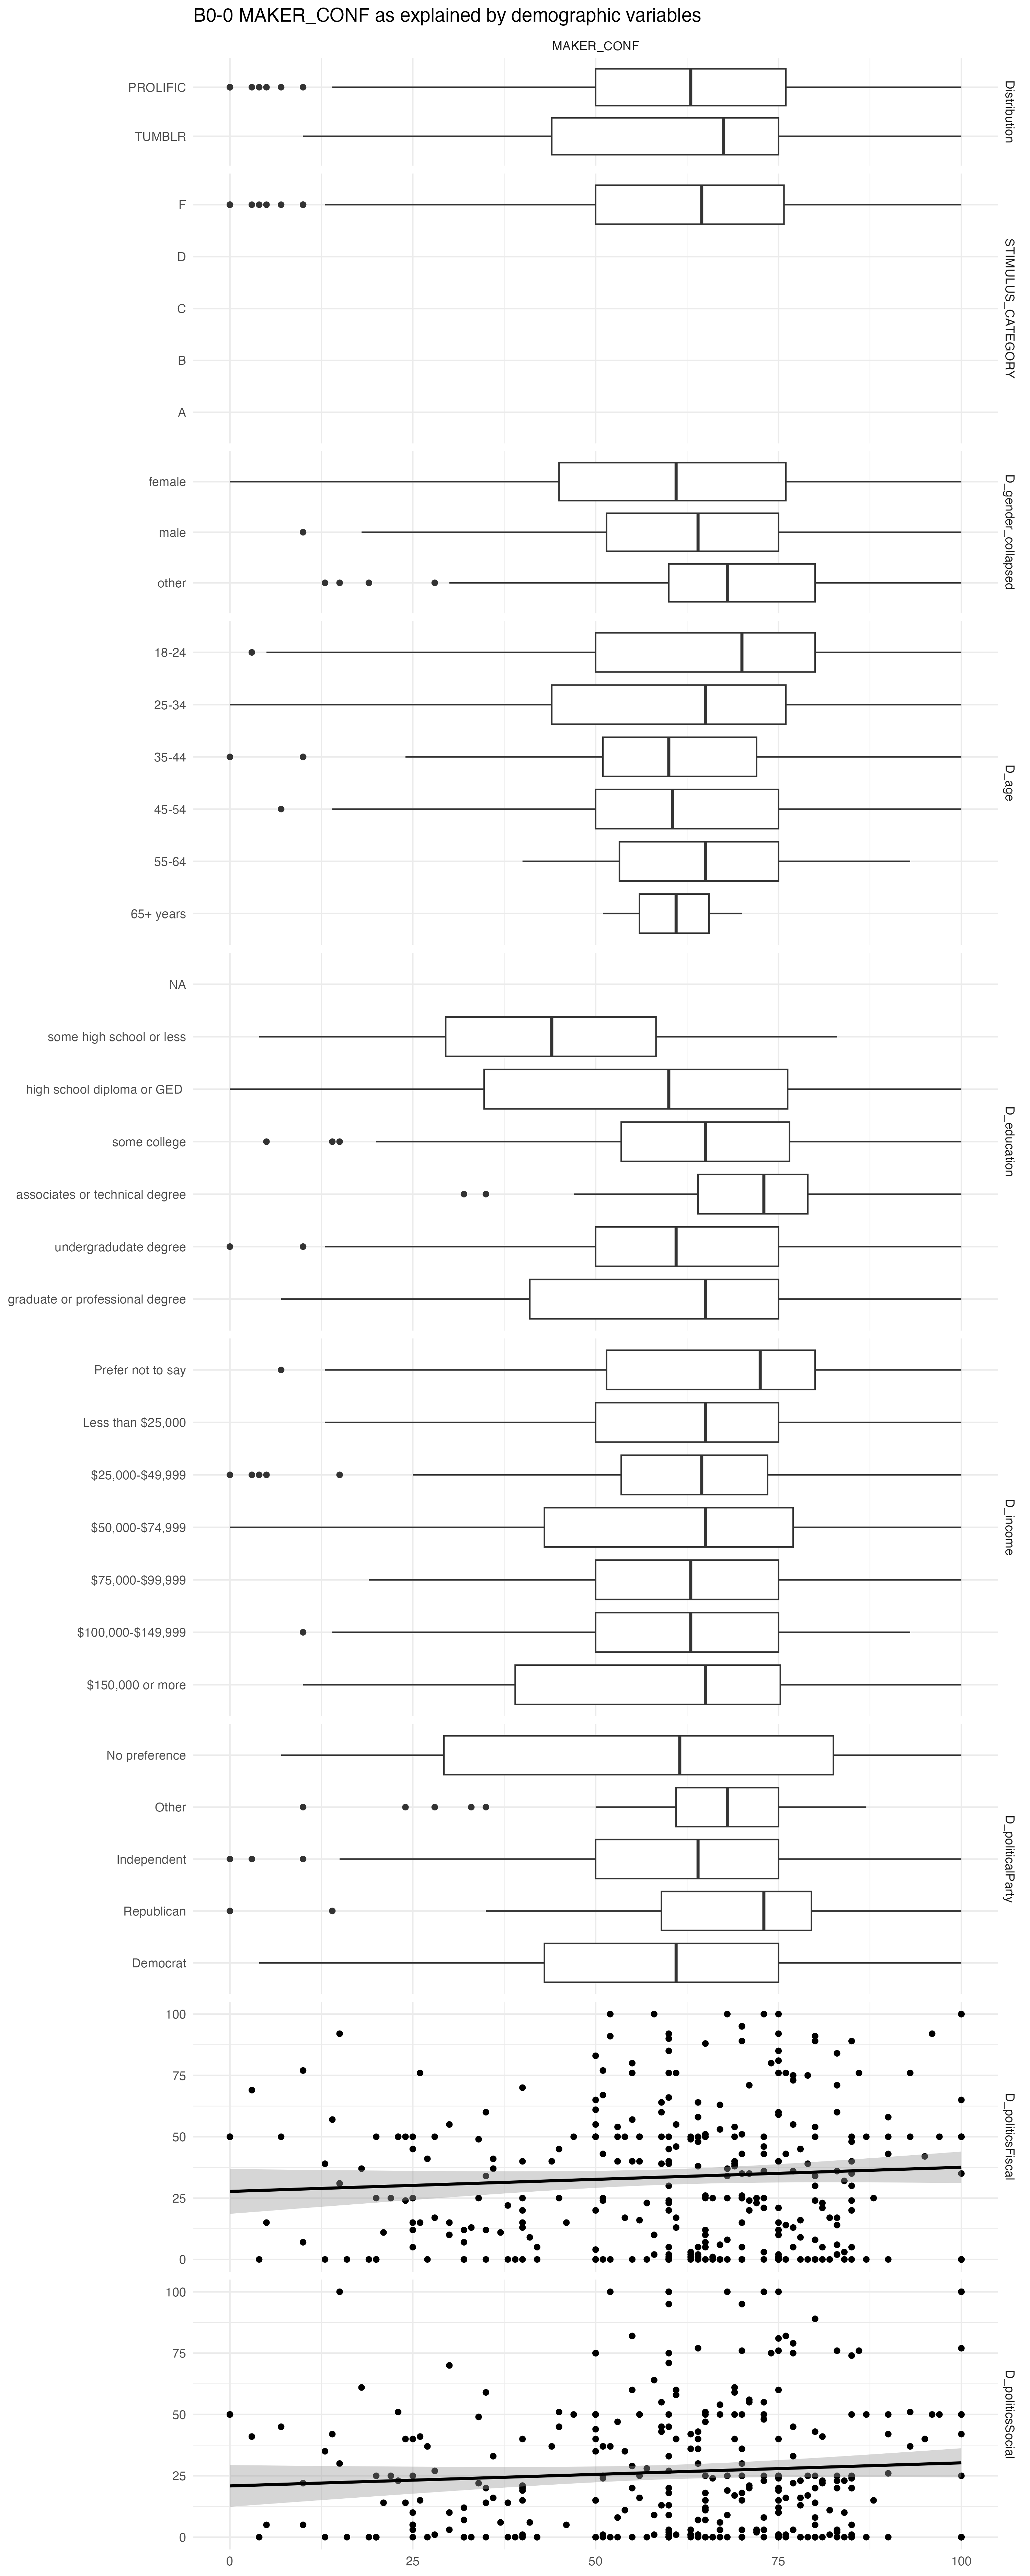 B0-0 MAKER_CONF as explained by demographic variables
MAKER_CONF
PROLIFIC
TUMBLR
Distribution
F
D
C
B
A
STIMULUS_CATEGORY
female
male
other
D_gender_collapsed
18-24
25-34
35-44
45-54
55-64
65+ years
D_age
NA
some high school or less
high school diploma or GED
some college
associates or technical degree
undergradudate degree
graduate or professional degree
D_education
Prefer not to say
Less than $25,000
$25,000-$49,999
$50,000-$74,999
$75,000-$99,999
$100,000-$149,999
$150,000 or more
D_income
No preference
Other
Independent
Republican
Democrat
D_politicalParty
100
75
50
25
0
D_politicsFiscal
100
75
50
25
0
D_politicsSocial
0 25 50 75 100